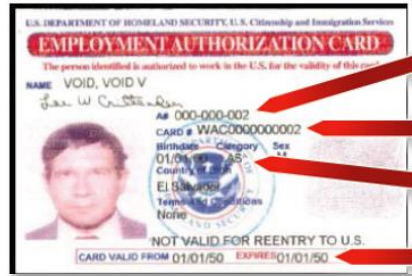 U.S. DEPARTMENT OF HOMELAND SECURITY, U.S. Citizenship and Immigration Services
EMPLOYMENT AUTHORIZATION CARD
The person identified is authorized to work in the U.S. for the validity of this card
NAME VOID, VOID V
A# 000-000-002
CARD # WAC0000000002
Birthdate Category Sex
01/01/00 A5 M
Country of Birth
El Salvador
Terms and Conditions
None
NOT VALID FOR REENTRY TO U.S.
CARD VALID FROM 01/01/50 EXPIRES 01/01/50